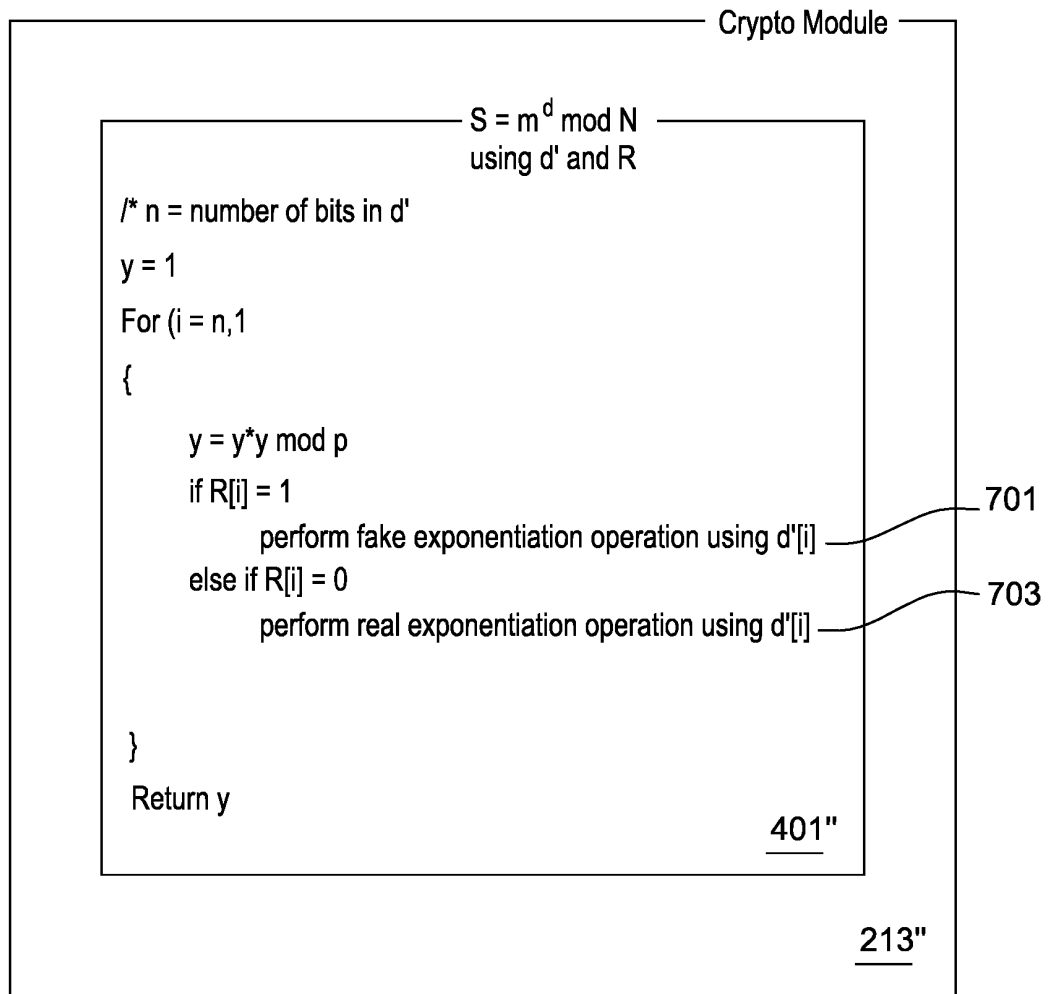 Crypto Module
S = m^d mod N
using d' and R
/* n = number of bits in d'
y = 1
For (i = n,1
{
y = y*y mod p
if R[i] = 1
perform fake exponentiation operation using d'[i]
701
else if R[i] = 0
perform real exponentiation operation using d'[i]
703
}
Return y
401"
213"